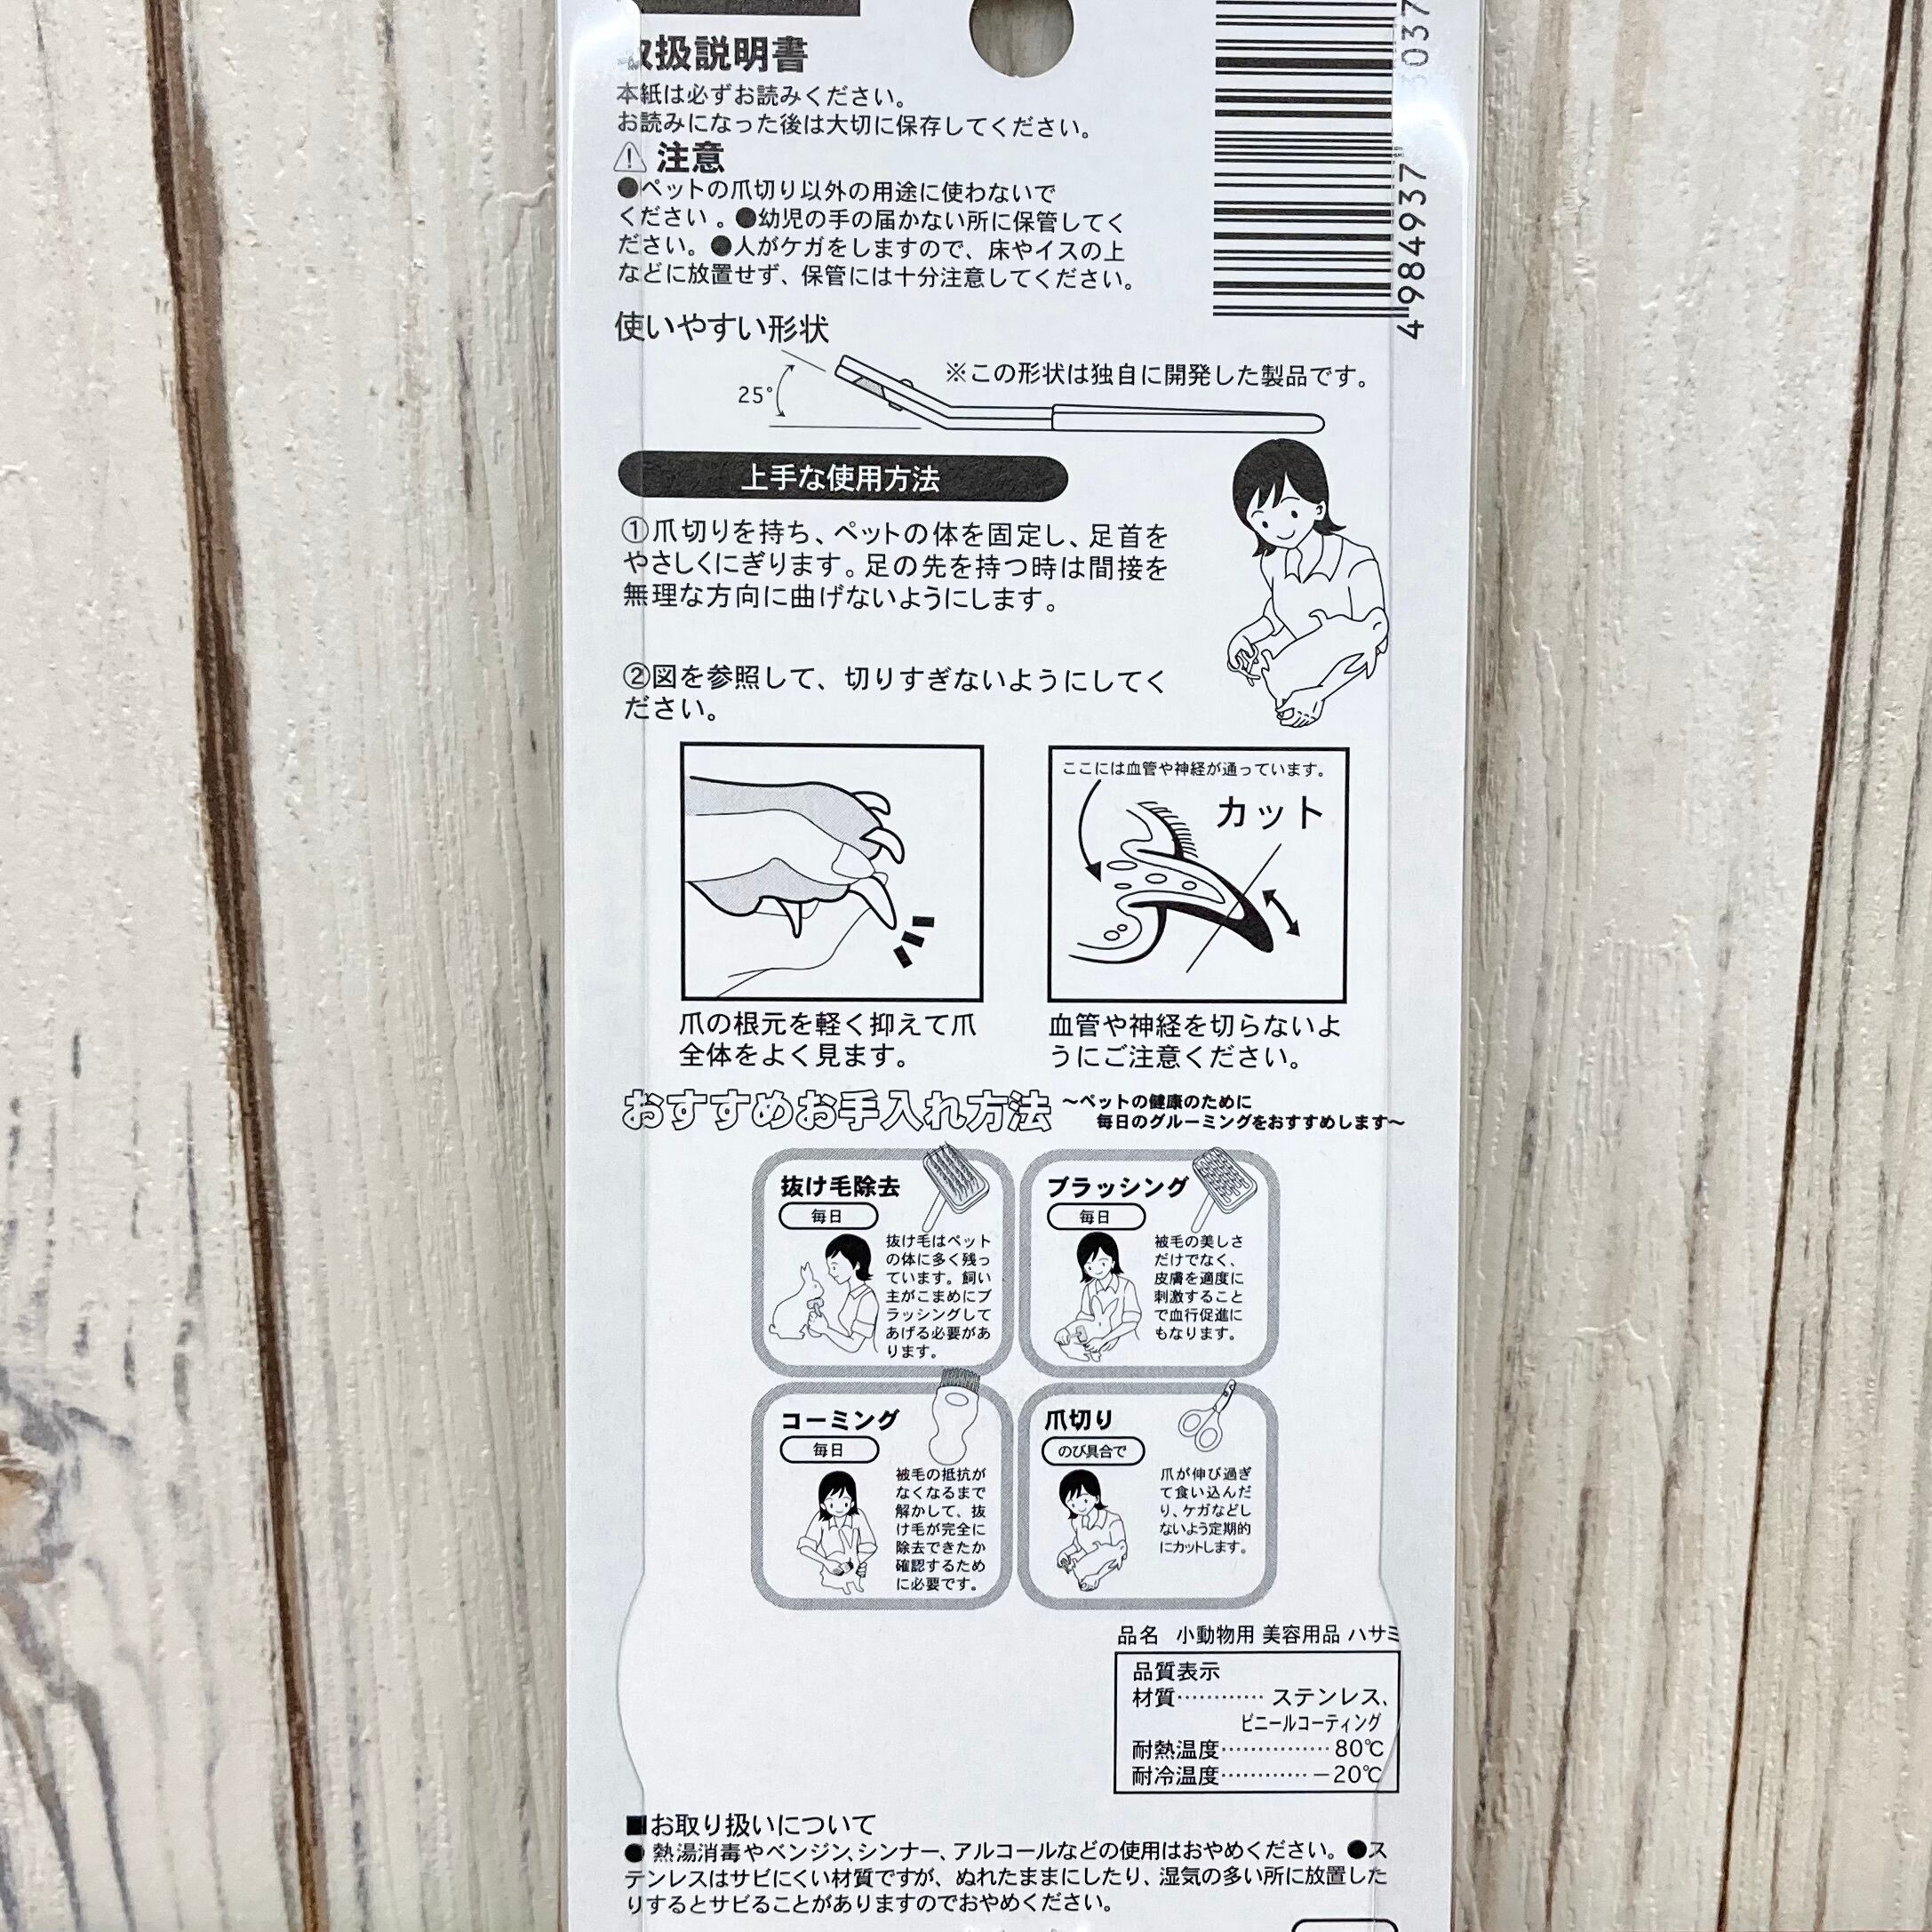 取扱説明書
本紙は必ずお読みください。
お読みになった後は大切に保存してください。
⚠ 注意
●ペットの爪切り以外の用途に使わないで
ください。●幼児の手の届かない所に保管してく
ださい。●人がケガをしますので、床やイスの上
などに放置せず、保管には十分注意してください。
4 984937
使いやすい形状
※この形状は独自に開発した製品です。
25°
上手な使用方法
①爪切りを持ち、ペットの体を固定し、足首を
やさしくにぎります。足の先を持つ時は間接を
無理な方向に曲げないようにします。
②図を参照して、切りすぎないようにしてく
ださい。
ここには血管や神経が通っています。
カット
爪の根元を軽く抑えて爪
全体をよく見ます。
血管や神経を切らないよ
うにご注意ください。
おすすめお手入れ方法
〜ペットの健康のために
毎日のグルーミングをおすすめします〜
抜け毛除去
毎日
抜け毛はペット
の体に多く残っ
ています。飼い
主がこまめにブ
ラッシングして
あげる必要があ
ります。
ブラッシング
毎日
被毛の美しさ
だけでなく、
皮膚を適度に
刺激すること
で血行促進に
もなります。
コーミング
毎日
被毛の抵抗が
なくなるまで
解かして、抜
け毛が完全に
除去できたか
確認するため
に必要です。
爪切り
のび具合で
爪が伸び過ぎ
て食い込んだ
り、ケガなどし
ないよう定期的
にカットします。
品名 小動物用 美容用品 ハサミ
品質表示
材質…………ステンレス、
ビニールコーティング
耐熱温度……………80℃
耐冷温度…………－20℃
■お取り扱いについて
●熱湯消毒やベンジン、シンナー、アルコールなどの使用はおやめください。●ス
テンレスはサビにくい材質ですが、ぬれたままにしたり、湿気の多い所に放置した
りするとサビることがありますのでおやめください。